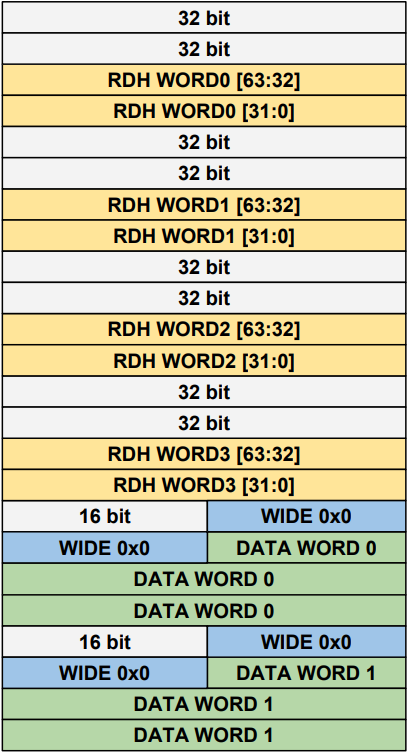 32 bit
32 bit
RDH WORD0 [63:32]
RDH WORD0 [31:0]
32 bit
32 bit
RDH WORD1 [63:32]
RDH WORD1 [31:0]
32 bit
32 bit
RDH WORD2 [63:32]
RDH WORD2 [31:0]
32 bit
32 bit
RDH WORD3 [63:32]
RDH WORD3 [31:0]
16 bit WIDE 0x0
WIDE 0x0 DATA WORD 0
DATA WORD 0
DATA WORD 0
16 bit WIDE 0x0
WIDE 0x0 DATA WORD 1
DATA WORD 1
DATA WORD 1